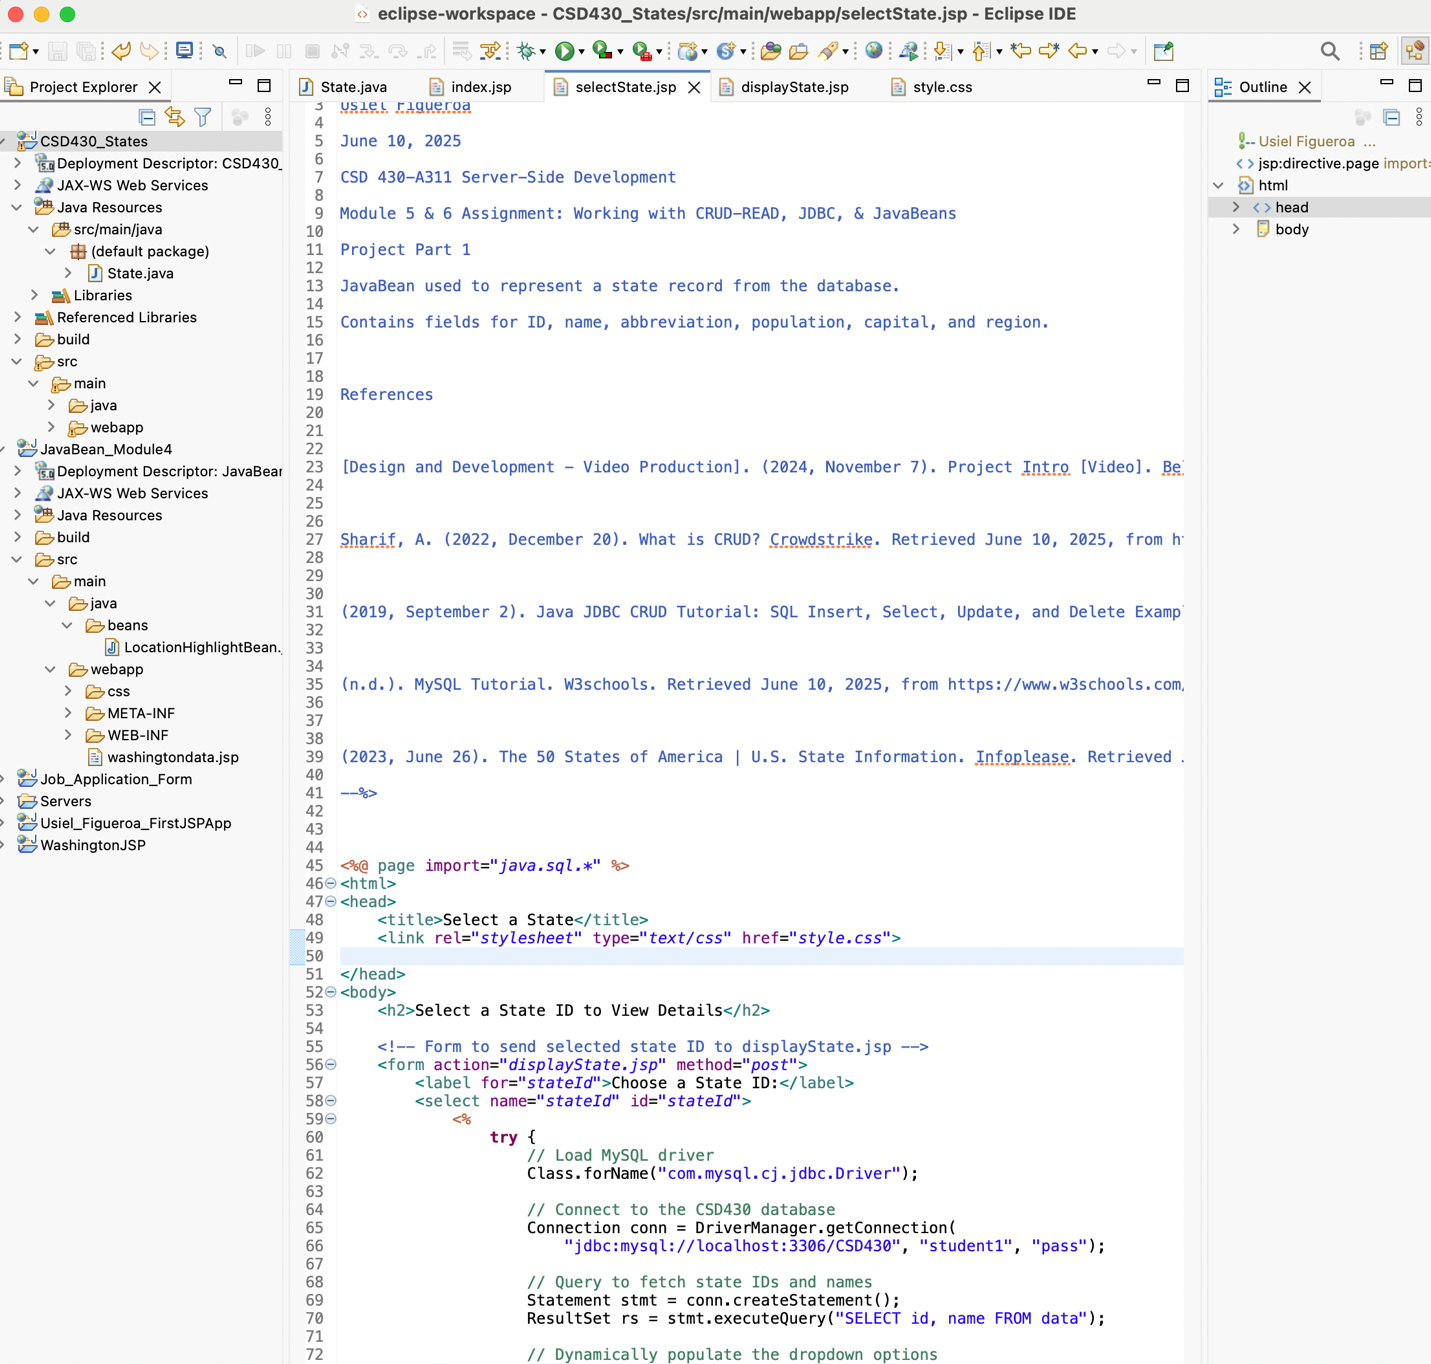 eclipse-workspace - CSD430_States/src/main/webapp/selectState.jsp - Eclipse IDE
Project Explorer
State.java
index.jsp
selectState.jsp
displayState.jsp
style.css
Outline
CSD430_States
Deployment Descriptor: CSD430_
JAX-WS Web Services
Java Resources
src/main/java
(default package)
State.java
Libraries
Referenced Libraries
build
src
main
java
webapp
JavaBean_Module4
Deployment Descriptor: JavaBear
JAX-WS Web Services
Java Resources
build
src
main
java
beans
LocationHighlightBean.
webapp
css
META-INF
WEB-INF
washingtondata.jsp
Job_Application_Form
Servers
Usiel_Figueroa_FirstJSPApp
WashingtonJSP
3 Usiel Figueroa
4
5 June 10, 2025
6
7 CSD 430-A311 Server-Side Development
8
9 Module 5 & 6 Assignment: Working with CRUD-READ, JDBC, & JavaBeans
10
11 Project Part 1
12
13 JavaBean used to represent a state record from the database.
14
15 Contains fields for ID, name, abbreviation, population, capital, and region.
16
17
18
19 References
20
21
22
23 [Design and Development - Video Production]. (2024, November 7). Project Intro [Video]. Be
24
25
26
27 Sharif, A. (2022, December 20). What is CRUD? Crowdstrike. Retrieved June 10, 2025, from ht
28
29
30
31 (2019, September 2). Java JDBC CRUD Tutorial: SQL Insert, Select, Update, and Delete Examp
32
33
34
35 (n.d.). MySQL Tutorial. W3schools. Retrieved June 10, 2025, from https://www.w3schools.com/
36
37
38
39 (2023, June 26). The 50 States of America | U.S. State Information. Infoplease. Retrieved J
40
41 --%>
42
43
44
45 <%@ page import="java.sql.*" %>
46 <html>
47 <head>
48 <title>Select a State</title>
49 <link rel="stylesheet" type="text/css" href="style.css">
50
51 </head>
52 <body>
53 <h2>Select a State ID to View Details</h2>
54
55 <!-- Form to send selected state ID to displayState.jsp -->
56 <form action="displayState.jsp" method="post">
57 <label for="stateId">Choose a State ID:</label>
58 <select name="stateId" id="stateId">
59 <%
60 try {
61 // Load MySQL driver
62 Class.forName("com.mysql.cj.jdbc.Driver");
63
64 // Connect to the CSD430 database
65 Connection conn = DriverManager.getConnection(
66 "jdbc:mysql://localhost:3306/CSD430", "student1", "pass");
67
68 // Query to fetch state IDs and names
69 Statement stmt = conn.createStatement();
70 ResultSet rs = stmt.executeQuery("SELECT id, name FROM data");
71
72 // Dynamically populate the dropdown options
Usiel Figueroa ...
jsp:directive.page import=
html
head
body